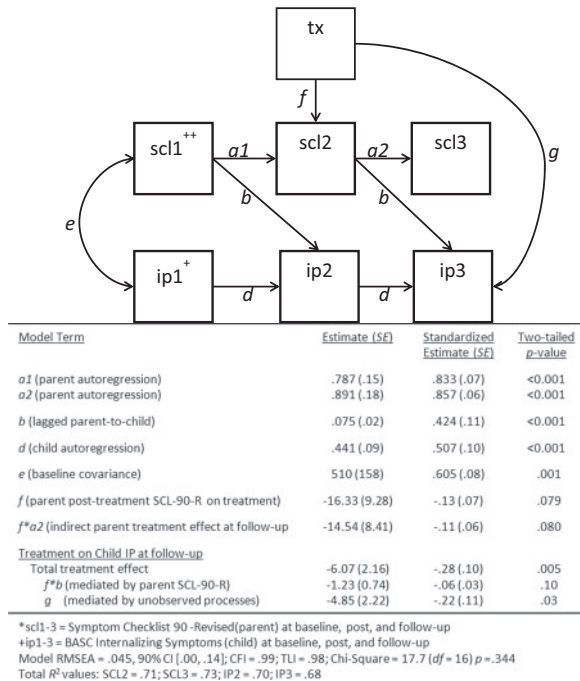 tx
f
scl1++
a1
scl2
a2
scl3
g
b
b
e
ip1+
d
ip2
d
ip3
Model Term Estimate (SE) Standardized Estimate (SE) Two-tailed p-value
a1 (parent autoregression) .787 (.15) .833 (.07) <0.001
a2 (parent autoregression) .891 (.18) .857 (.06) <0.001
b (lagged parent-to-child) .075 (.02) .424 (.11) <0.001
d (child autoregression) .441 (.09) .507 (.10) <0.001
e (baseline covariance) 510 (158) .605 (.08) .001
f (parent post-treatment SCL-90-R on treatment) -16.33 (9.28) -.13 (.07) .079
f*a2 (indirect parent treatment effect at follow-up -14.54 (8.41) -.11 (.06) .080
Treatment on Child IP at follow-up
Total treatment effect -6.07 (2.16) -.28 (.10) .005
f*b (mediated by parent SCL-90-R) -1.23 (0.74) -.06 (.03) .10
g (mediated by unobserved processes) -4.85 (2.22) -.22 (.11) .03
*scl1-3 = Symptom Checklist 90 -Revised(parent) at baseline, post, and follow-up
+ip1-3 = BASC Internalizing Symptoms (child) at baseline, post, and follow-up
Model RMSEA = .045, 90% CI [.00, .14]; CFI = .99; TLI = .98; Chi-Square = 17.7 (df = 16) p =.344
Total R² values: SCL2 = .71; SCL3 = .73; IP2 = .70; IP3 = .68